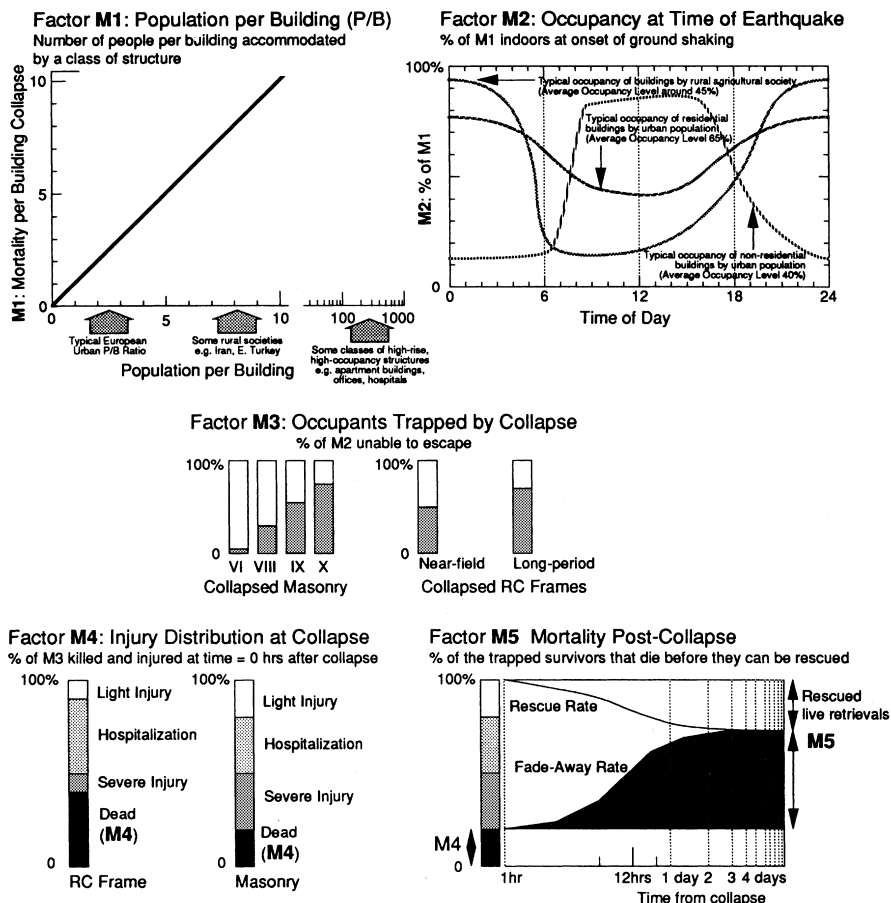 Factor M1: Population per Building (P/B)
Number of people per building accommodated
by a class of structure
M1: Mortality per Building Collapse
10
5
0
0
5
10
100
1000
Typical European
Urban P/B Ratio
Some rural societies
e.g. Iran, E. Turkey
Some classes of high-rise,
high-occupancy structures
e.g. apartment buildings,
offices, hospitals
Population per Building
Factor M2: Occupancy at Time of Earthquake
% of M1 indoors at onset of ground shaking
100%
M2: % of M1
0
Typical occupancy of buildings by rural agricultural society
(Average Occupancy Level around 45%)
Typical occupancy of residential
buildings by urban population
(Average Occupancy Level 65%)
Typical occupancy of non-residential
buildings by urban population
(Average Occupancy Level 40%)
0
6
12
18
24
Time of Day
Factor M3: Occupants Trapped by Collapse
% of M2 unable to escape
100%
0
VI
VIII
IX
X
Collapsed Masonry
100%
0
Near-field
Long-period
Collapsed RC Frames
Factor M4: Injury Distribution at Collapse
% of M3 killed and injured at time = 0 hrs after collapse
100%
Light Injury
Hospitalization
Severe Injury
Dead
(M4)
0
RC Frame
100%
Light Injury
Hospitalization
Severe Injury
Dead
(M4)
0
Masonry
Factor M5 Mortality Post-Collapse
% of the trapped survivors that die before they can be rescued
100%
Rescue Rate
Fade-Away Rate
Rescued
live retrievals
M5
M4
0
1hr
12hrs
1 day
2
3
4 days
Time from collapse